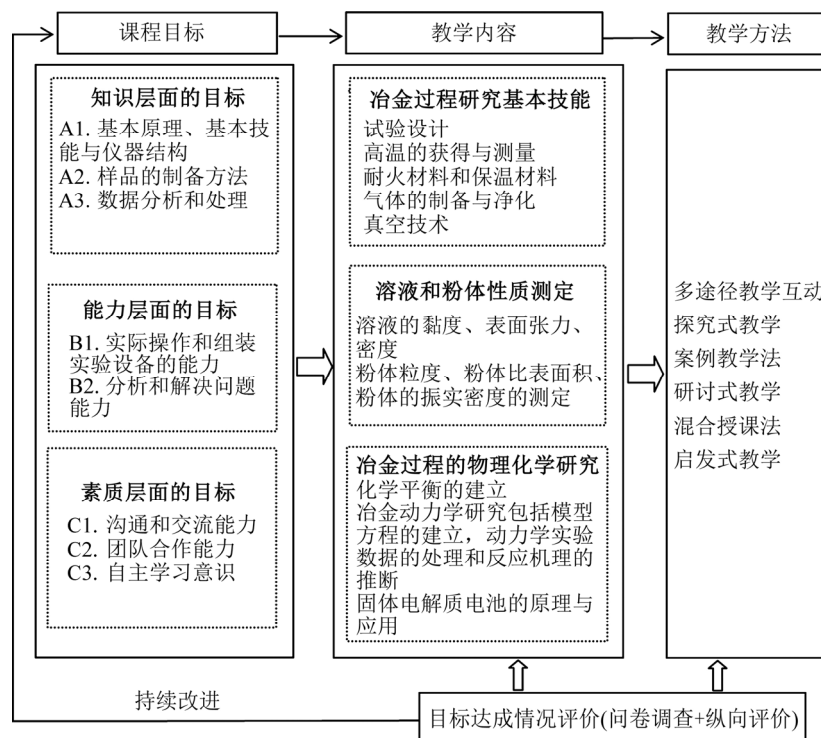 课程目标
教学内容
教学方法
知识层面的目标
A1. 基本原理、基本技
能与仪器结构
A2. 样品的制备方法
A3. 数据分析和处理
能力层面的目标
B1. 实际操作和组装
实验设备的能力
B2. 分析和解决问题
能力
素质层面的目标
C1. 沟通和交流能力
C2. 团队合作能力
C3. 自主学习意识
冶金过程研究基本技能
试验设计
高温的获得与测量
耐火材料和保温材料
气体的制备与净化
真空技术
溶液和粉体性质测定
溶液的黏度、表面张力、
密度
粉体粒度、粉体比表面积、
粉体的振实密度的测定
冶金过程的物理化学研究
化学平衡的建立
冶金动力学研究包括模型
方程的建立，动力学实验
数据的处理和反应机理的
推断
固体电解质电池的原理与
应用
多途径教学互动
探究式教学
案例教学法
研讨式教学
混合授课法
启发式教学
持续改进
目标达成情况评价(问卷调查+纵向评价)